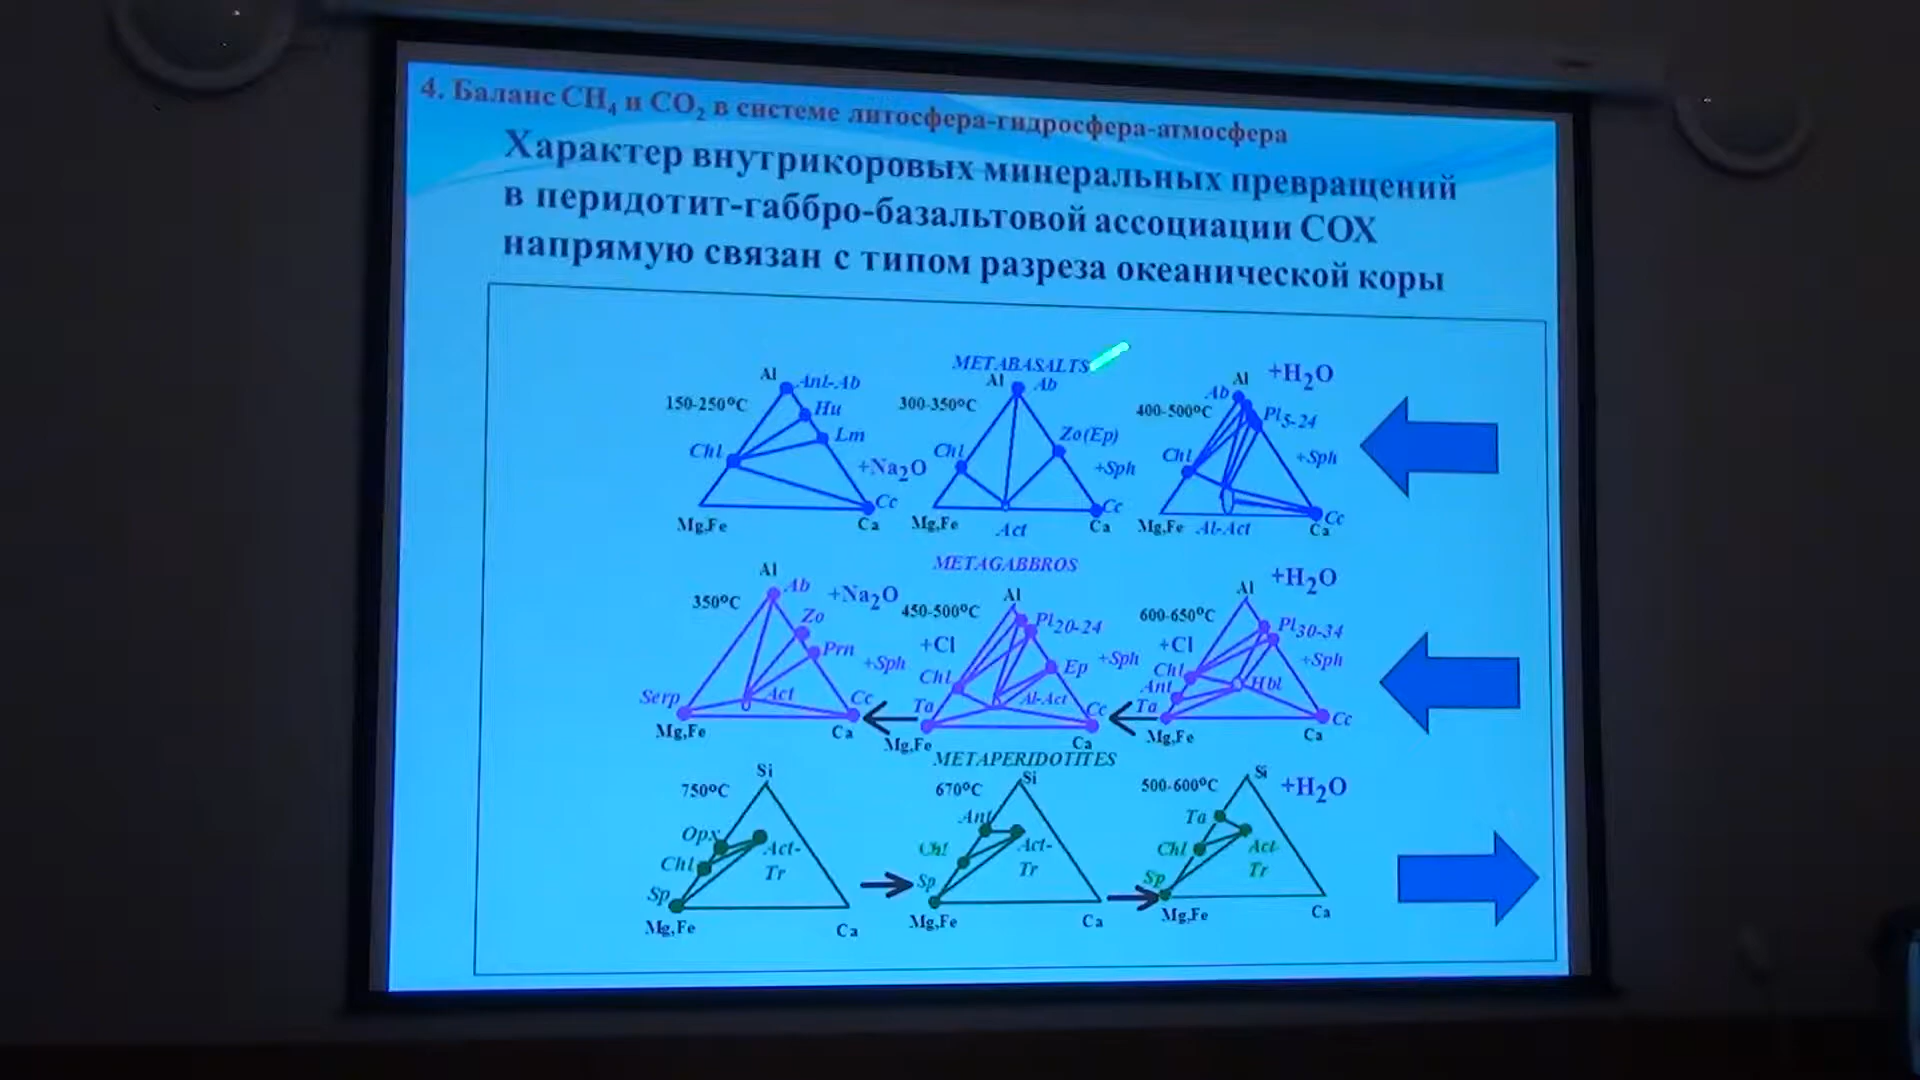 4. Баланс CH4 и CO2 в системе литосфера-гидросфера-атмосфера
Характер внутрикоровых минеральных превращений
в перидотит-габбро-базальтовой ассоциации СОХ
напрямую связан с типом разреза океанической коры
METABASALTS
Al Anl-Ab
150-250°C
Hu
Lm
Chl
+Na2O
Cc
Mg,Fe
Ca
Al Ab
300-350°C
Zo(Ep)
Chl
+Sph
Cc
Mg,Fe
Act
Ca
Al
+H2O
Ab
400-500°C
Pl5-24
Chl
+Sph
Cc
Mg,Fe
Al-Act
Ca
METAGABBROS
Al
Ab
+Na2O
350°C
Zo
Prn
+Sph
Serp
Act
Cc
Mg,Fe
Ca
Al
450-500°C
Pl20-24
+Cl
Chl
Ep
+Sph
Ta
Al-Act
Cc
Mg,Fe
Ca
Al
+H2O
600-650°C
Pl30-34
+Cl
Chl
+Sph
Ant
Hbl
Ta
Cc
Mg,Fe
Ca
METAPERIDOTITES
Si
750°C
Opx
Act-
Chl
Tr
Sp
Mg,Fe
Ca
Si
670°C
Ant
Act-
Chl
Tr
Sp
Mg,Fe
Ca
Si
500-600°C
+H2O
Ta
Chl
Act-
Tr
Sp
Mg,Fe
Ca